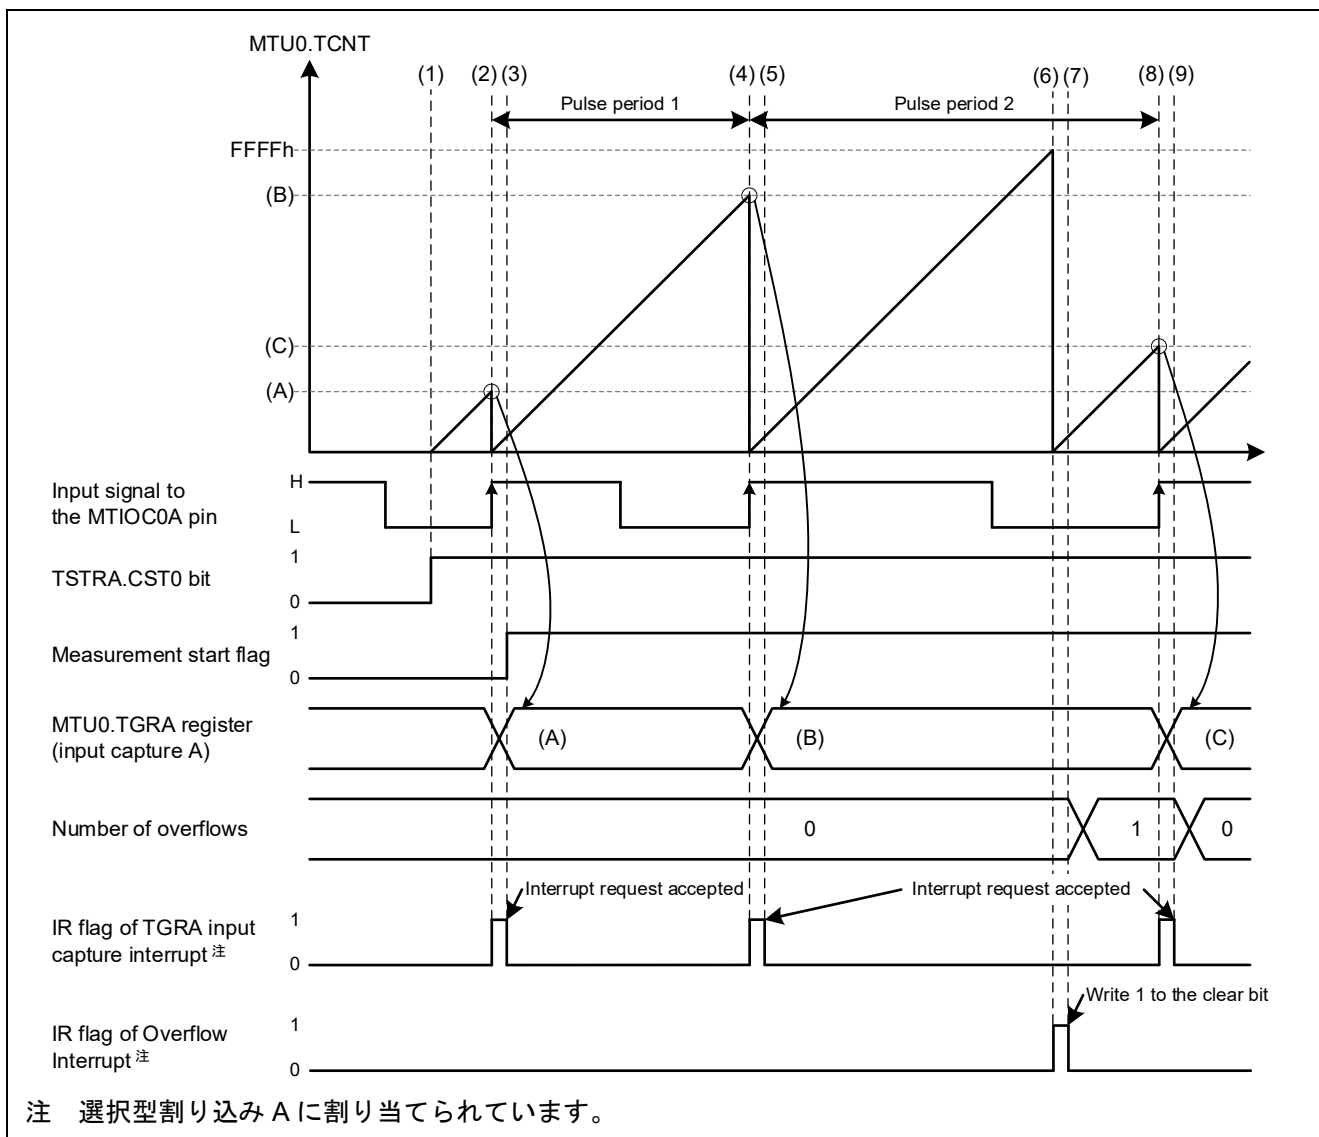 MTU0.TCNT
(1) (2) (3) (4) (5) (6) (7) (8) (9)
Pulse period 1 Pulse period 2
FFFFh
(B)
(C)
(A)
Input signal to
the MTIOC0A pin
H
L
TSTRA.CST0 bit
1
0
Measurement start flag
1
0
MTU0.TGRA register
(input capture A)
(A) (B) (C)
Number of overflows
0 1 0
Interrupt request accepted Interrupt request accepted
IR flag of TGRA input
capture interrupt 注
1
0
Write 1 to the clear bit
IR flag of Overflow
Interrupt 注
1
0
注 選択型割り込み A に割り当てられています。